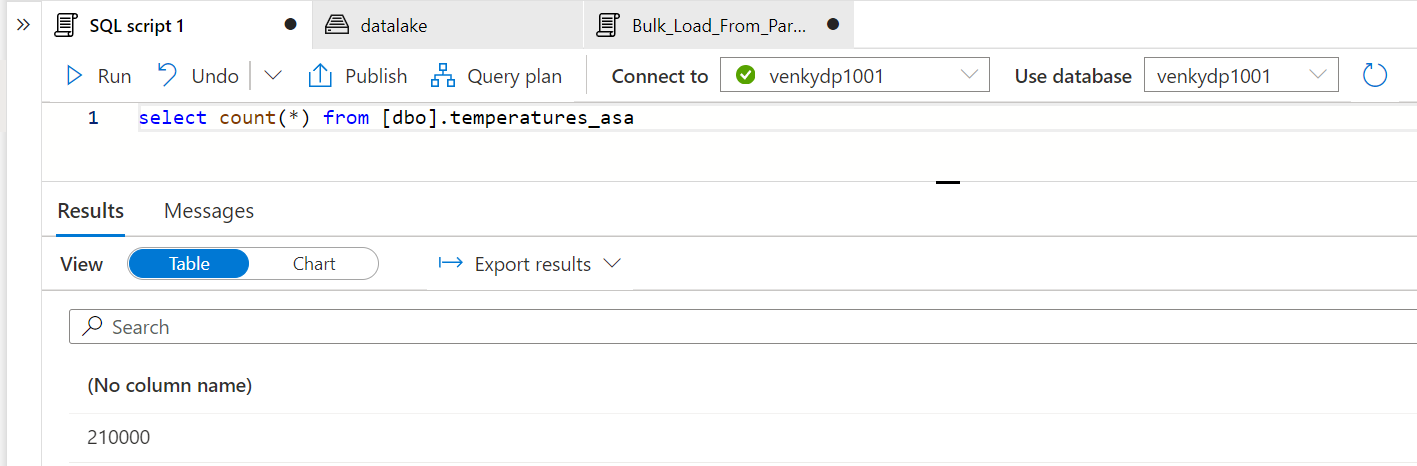 SQL script 1 datalake Bulk_Load_From_Par...
Run Undo Publish Query plan Connect to venkydp1001 Use database venkydp1001
1 select count(*) from [dbo].temperatures_asa
Results Messages
View Table Chart Export results
Search
(No column name)
210000